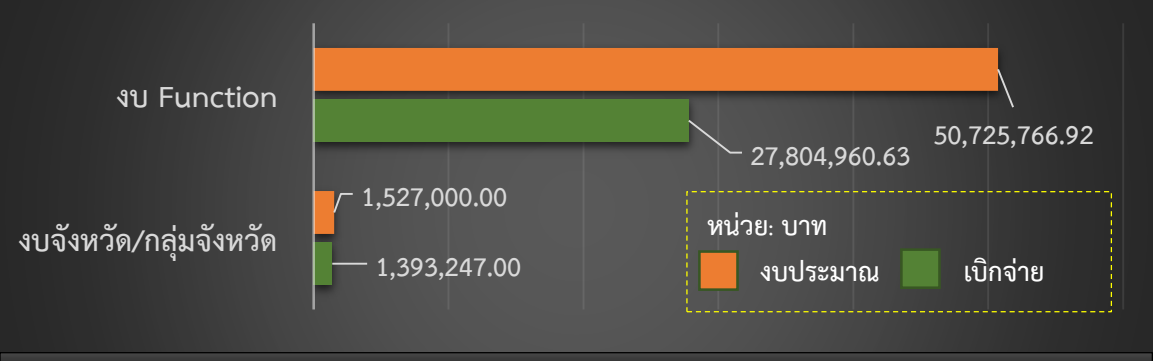 งบ Function
50,725,766.92
27,804,960.63
งบจังหวัด/กลุ่มจังหวัด
1,527,000.00
1,393,247.00
หน่วย: บาท
งบประมาณ เบิกจ่าย